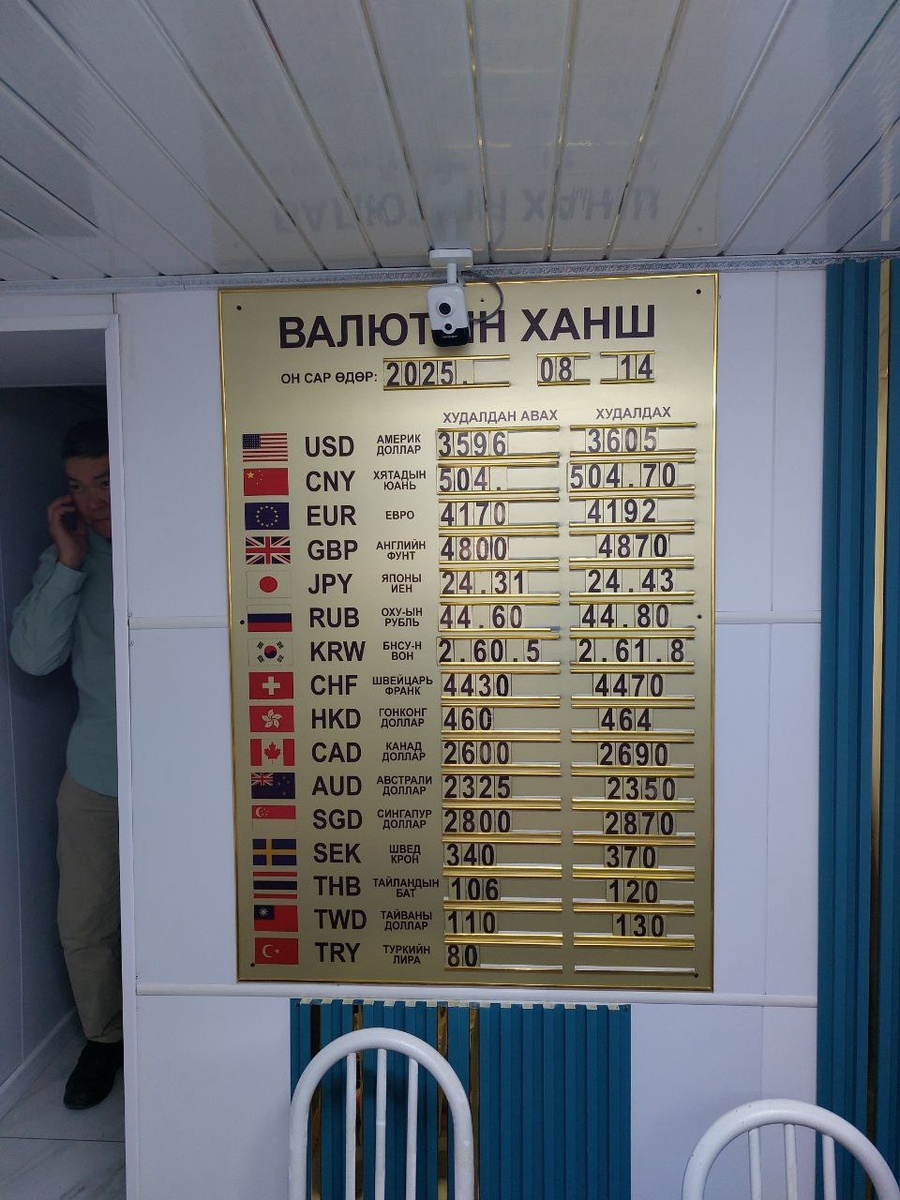 ВАЛЮТ ИН ХАНШ
ОН САР ӨДӨР: 2025. 08 14
ХУДАЛДАН АВАХ ХУДАЛДАХ
USD АМЕРИК ДОЛЛАР 3596 3605
CNY ХЯТАДЫН ЮАНЬ 504. 504.70
EUR ЕВРО 4170 4192
GBP АНГЛИЙН ФУНТ 4800 4870
JPY ЯПОНЫ ИЕН 24.31 24.43
RUB ОХУ-ЫН РУБЛЬ 44.60 44.80
KRW БНСУ-Н ВОН 2.60.5 2.61.8
CHF ШВЕЙЦАРЬ ФРАНК 4430 4470
HKD ГОНКОНГ ДОЛЛАР 460 464
CAD КАНАД ДОЛЛАР 2600 2690
AUD АВСТРАЛИ ДОЛЛАР 2325 2350
SGD СИНГАПУР ДОЛЛАР 2800 2870
SEK ШВЕД КРОН 340 370
THB ТАЙЛАНДЫН БАТ 106 120
TWD ТАЙВАНЫ ДОЛЛАР 110 130
TRY ТУРКИЙН ЛИРА 80